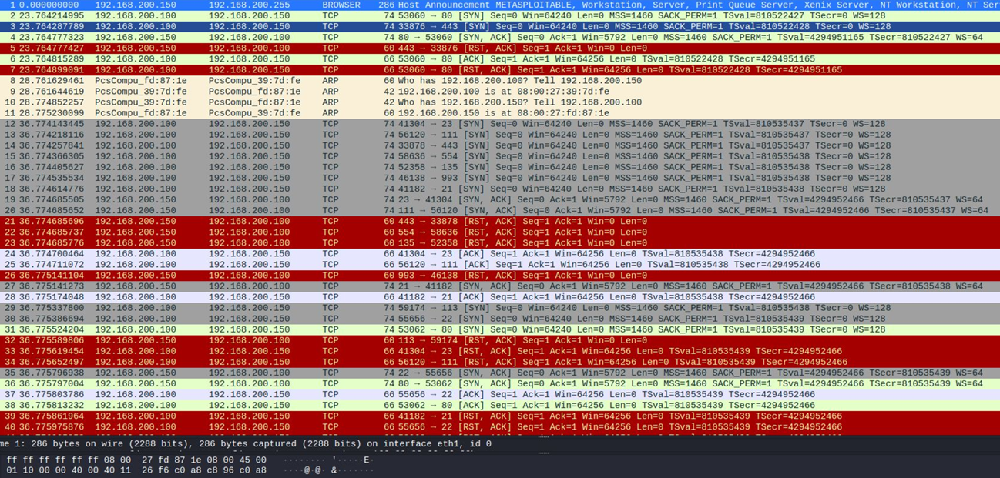 1 0.000000000 192.168.200.150 192.168.200.255 BROWSER 286 Host Announcement METASPLOITABLE, Workstation, Server, Print Queue Server, Xenix Server, NT Workstation, NT Ser
2 23.764214995 192.168.200.100 192.168.200.150 TCP 74 53060 → 80 [SYN] Seq=0 Win=64240 Len=0 MSS=1460 SACK_PERM=1 TSval=810522427 TSecr=0 WS=128
3 23.764287789 192.168.200.100 192.168.200.150 TCP 74 33876 → 443 [SYN] Seq=0 Win=64240 Len=0 MSS=1460 SACK_PERM=1 TSval=810522428 TSecr=0 WS=128
4 23.764777323 192.168.200.150 192.168.200.100 TCP 74 80 → 53060 [SYN, ACK] Seq=0 Ack=1 Win=5792 Len=0 MSS=1460 SACK_PERM=1 TSval=4294951165 TSecr=810522427 WS=64
5 23.764777427 192.168.200.150 192.168.200.100 TCP 60 443 → 33876 [RST, ACK] Seq=1 Ack=1 Win=0 Len=0
6 23.764815289 192.168.200.100 192.168.200.150 TCP 66 53060 → 80 [ACK] Seq=1 Ack=1 Win=64256 Len=0 TSval=810522428 TSecr=4294951165
7 23.764899091 192.168.200.100 192.168.200.150 TCP 66 53060 → 80 [RST, ACK] Seq=1 Ack=1 Win=64256 Len=0 TSval=810522428 TSecr=4294951165
8 28.761629461 PcsCompu_fd:87:1e PcsCompu_39:7d:fe ARP 60 Who has 192.168.200.100? Tell 192.168.200.150
9 28.761644619 PcsCompu_39:7d:fe PcsCompu_fd:87:1e ARP 42 192.168.200.100 is at 08:00:27:39:7d:fe
10 28.774852257 PcsCompu_39:7d:fe PcsCompu_fd:87:1e ARP 42 Who has 192.168.200.150? Tell 192.168.200.100
11 28.775230099 PcsCompu_fd:87:1e PcsCompu_39:7d:fe ARP 60 192.168.200.150 is at 08:00:27:fd:87:1e
12 36.774143445 192.168.200.100 192.168.200.150 TCP 74 41304 → 23 [SYN] Seq=0 Win=64240 Len=0 MSS=1460 SACK_PERM=1 TSval=810535437 TSecr=0 WS=128
13 36.774218116 192.168.200.100 192.168.200.150 TCP 74 56120 → 111 [SYN] Seq=0 Win=64240 Len=0 MSS=1460 SACK_PERM=1 TSval=810535437 TSecr=0 WS=128
14 36.774257841 192.168.200.100 192.168.200.150 TCP 74 33878 → 443 [SYN] Seq=0 Win=64240 Len=0 MSS=1460 SACK_PERM=1 TSval=810535437 TSecr=0 WS=128
15 36.774366305 192.168.200.100 192.168.200.150 TCP 74 58636 → 554 [SYN] Seq=0 Win=64240 Len=0 MSS=1460 SACK_PERM=1 TSval=810535438 TSecr=0 WS=128
16 36.774405627 192.168.200.100 192.168.200.150 TCP 74 52358 → 135 [SYN] Seq=0 Win=64240 Len=0 MSS=1460 SACK_PERM=1 TSval=810535438 TSecr=0 WS=128
17 36.774535534 192.168.200.100 192.168.200.150 TCP 74 46138 → 993 [SYN] Seq=0 Win=64240 Len=0 MSS=1460 SACK_PERM=1 TSval=810535438 TSecr=0 WS=128
18 36.774614776 192.168.200.100 192.168.200.150 TCP 74 41182 → 21 [SYN] Seq=0 Win=64240 Len=0 MSS=1460 SACK_PERM=1 TSval=810535438 TSecr=0 WS=128
19 36.774685505 192.168.200.150 192.168.200.100 TCP 74 23 → 41304 [SYN, ACK] Seq=0 Ack=1 Win=5792 Len=0 MSS=1460 SACK_PERM=1 TSval=4294952466 TSecr=810535437 WS=64
20 36.774685652 192.168.200.150 192.168.200.100 TCP 74 111 → 56120 [SYN, ACK] Seq=0 Ack=1 Win=5792 Len=0 MSS=1460 SACK_PERM=1 TSval=4294952466 TSecr=810535437 WS=64
21 36.774685696 192.168.200.150 192.168.200.100 TCP 60 443 → 33878 [RST, ACK] Seq=1 Ack=1 Win=0 Len=0
22 36.774685737 192.168.200.150 192.168.200.100 TCP 60 554 → 58636 [RST, ACK] Seq=1 Ack=1 Win=0 Len=0
23 36.774685776 192.168.200.150 192.168.200.100 TCP 60 135 → 52358 [RST, ACK] Seq=1 Ack=1 Win=0 Len=0
24 36.774700464 192.168.200.100 192.168.200.150 TCP 66 41304 → 23 [ACK] Seq=1 Ack=1 Win=64256 Len=0 TSval=810535438 TSecr=4294952466
25 36.774711072 192.168.200.100 192.168.200.150 TCP 66 56120 → 111 [ACK] Seq=1 Ack=1 Win=64256 Len=0 TSval=810535438 TSecr=4294952466
26 36.775141104 192.168.200.150 192.168.200.100 TCP 60 993 → 46138 [RST, ACK] Seq=1 Ack=1 Win=0 Len=0
27 36.775141273 192.168.200.150 192.168.200.100 TCP 74 21 → 41182 [SYN, ACK] Seq=0 Ack=1 Win=5792 Len=0 MSS=1460 SACK_PERM=1 TSval=4294952466 TSecr=810535438 WS=64
28 36.775174048 192.168.200.100 192.168.200.150 TCP 66 41182 → 21 [ACK] Seq=1 Ack=1 Win=64256 Len=0 TSval=810535438 TSecr=4294952466
29 36.775337800 192.168.200.100 192.168.200.150 TCP 74 59174 → 113 [SYN] Seq=0 Win=64240 Len=0 MSS=1460 SACK_PERM=1 TSval=810535438 TSecr=0 WS=128
30 36.775386694 192.168.200.100 192.168.200.150 TCP 74 55656 → 22 [SYN] Seq=0 Win=64240 Len=0 MSS=1460 SACK_PERM=1 TSval=810535439 TSecr=0 WS=128
31 36.775524204 192.168.200.100 192.168.200.150 TCP 74 53062 → 80 [SYN] Seq=0 Win=64240 Len=0 MSS=1460 SACK_PERM=1 TSval=810535439 TSecr=0 WS=128
32 36.775589806 192.168.200.150 192.168.200.100 TCP 60 113 → 59174 [RST, ACK] Seq=1 Ack=1 Win=0 Len=0
33 36.775619454 192.168.200.100 192.168.200.150 TCP 66 41304 → 23 [RST, ACK] Seq=1 Ack=1 Win=64256 Len=0 TSval=810535439 TSecr=4294952466
34 36.775652497 192.168.200.100 192.168.200.150 TCP 66 56120 → 111 [RST, ACK] Seq=1 Ack=1 Win=64256 Len=0 TSval=810535439 TSecr=4294952466
35 36.775796938 192.168.200.150 192.168.200.100 TCP 74 22 → 55656 [SYN, ACK] Seq=0 Ack=1 Win=5792 Len=0 MSS=1460 SACK_PERM=1 TSval=4294952466 TSecr=810535439 WS=64
36 36.775797004 192.168.200.150 192.168.200.100 TCP 74 80 → 53062 [SYN, ACK] Seq=0 Ack=1 Win=5792 Len=0 MSS=1460 SACK_PERM=1 TSval=4294952466 TSecr=810535439 WS=64
37 36.775803786 192.168.200.100 192.168.200.150 TCP 66 55656 → 22 [ACK] Seq=1 Ack=1 Win=64256 Len=0 TSval=810535439 TSecr=4294952466
38 36.775813232 192.168.200.100 192.168.200.150 TCP 66 53062 → 80 [ACK] Seq=1 Ack=1 Win=64256 Len=0 TSval=810535439 TSecr=4294952466
39 36.775861964 192.168.200.100 192.168.200.150 TCP 66 41182 → 21 [RST, ACK] Seq=1 Ack=1 Win=64256 Len=0 TSval=810535439 TSecr=4294952466
40 36.775975876 192.168.200.100 192.168.200.150 TCP 66 55656 → 22 [RST, ACK] Seq=1 Ack=1 Win=64256 Len=0 TSval=810535439 TSecr=4294952466
me 1: 286 bytes on wire (2288 bits), 286 bytes captured (2288 bits) on interface eth1, id 0
ff ff ff ff ff ff 08 00 27 fd 87 1e 08 00 45 00 ········ '·····E·
01 10 00 00 40 00 40 11 26 f6 c0 a8 c8 96 c0 a8 ····@·@· &·······